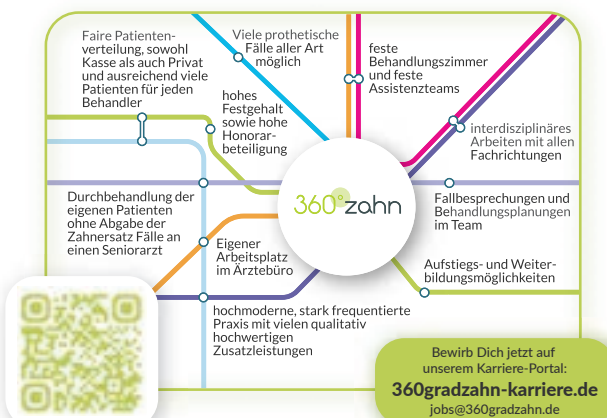 Faire Patienten-
verteilung, sowohl
Kasse als auch Privat
und ausreichend viele
Patienten für jeden
Behandler
Viele prothetische
Fälle aller Art
möglich
feste
Behandlungszimmer
und feste
Assistenzteams
hohes
Festgehalt
sowie hohe
Honorar-
beteiligung
interdisziplinäres
Arbeiten mit allen
Fachrichtungen
360°zahn
Durchbehandlung der
eigenen Patienten
ohne Abgabe der
Zahnersatz Fälle an
einen Seniorarzt
Fallbesprechungen und
Behandlungsplanungen
im Team
Eigener
Arbeitsplatz
im Ärztebüro
Aufstiegs- und Weiter-
bildungsmöglichkeiten
hochmoderne, stark frequentierte
Praxis mit vielen qualitativ
hochwertigen
Zusatzleistungen
Bewirb Dich jetzt auf
unserem Karriere-Portal:
360gradzahn-karriere.de
jobs@360gradzahn.de